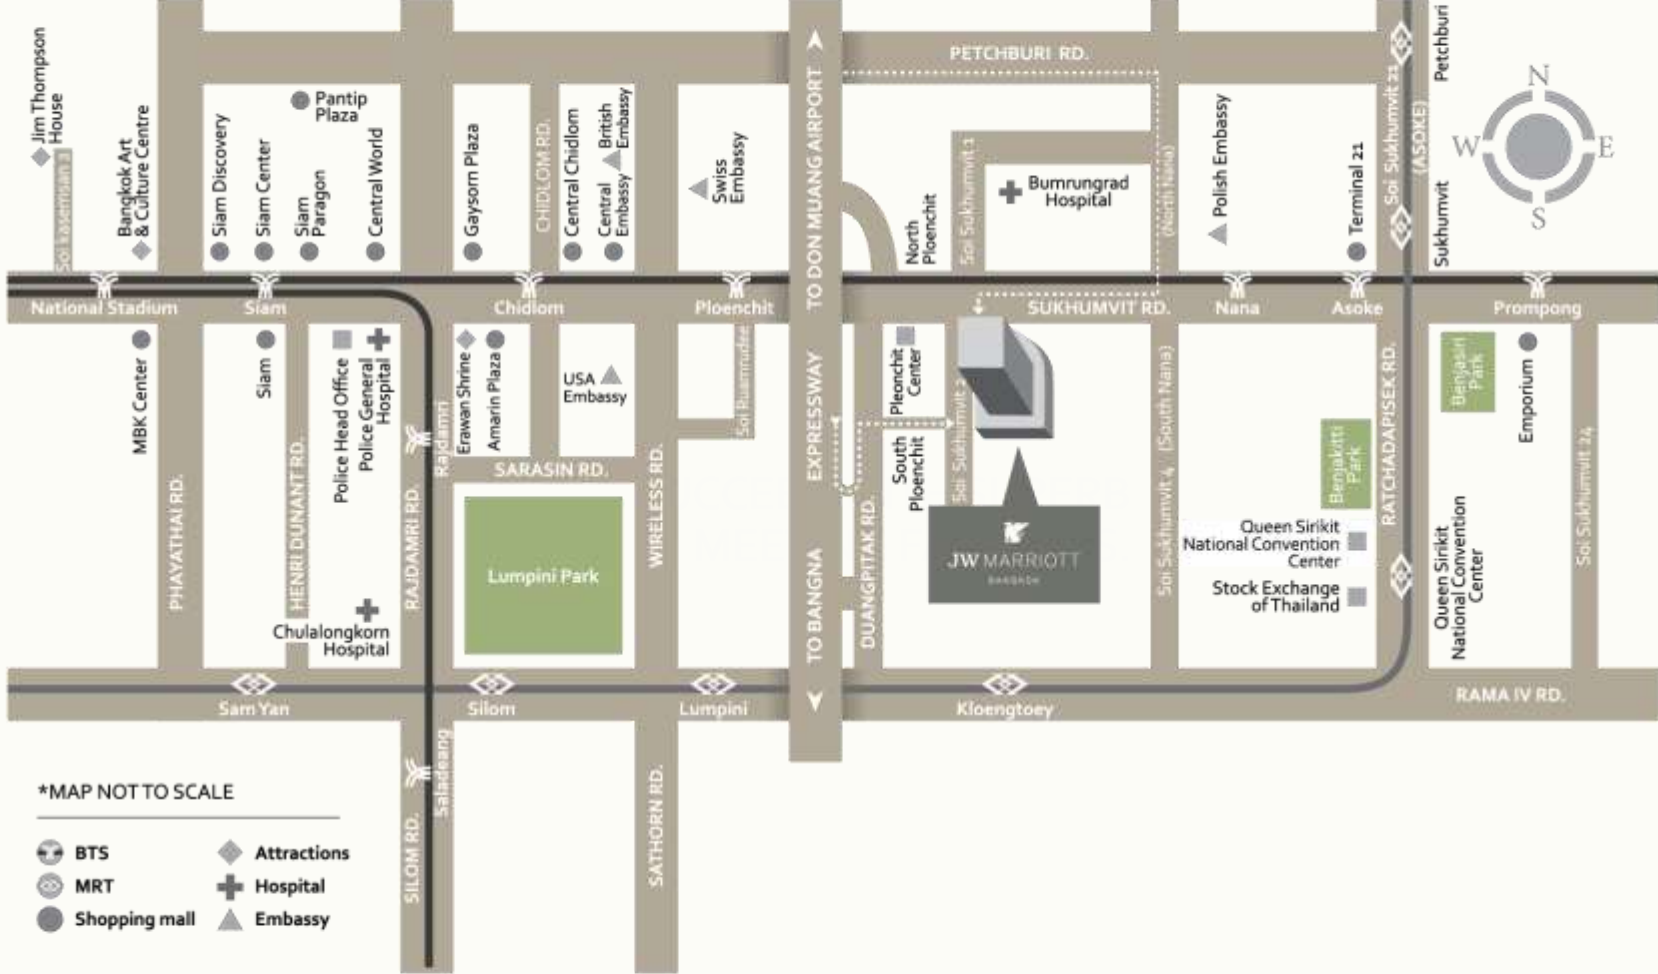 Jim Thompson
House
Soi kasemsan 3
Bangkok Art
& Culture Centre
Siam Discovery
Siam Center
Siam
Paragon
Pantip
Plaza
Central World
Gaysorn Plaza
CHIDLOM RD.
Central Chidlom
Central
Embassy
British
Embassy
Swiss
Embassy
TO DON MUANG AIRPORT
PETCHBURI RD.
North
Ploenchit
Soi Sukhumvit 1
Bumrungrad
Hospital
(North Nana)
Polish Embassy
Terminal 21
Soi Sukhumvit 21
(ASOKE)
Petchburi
Sukhumvit
N
W
E
S
National Stadium
Siam
Chidlom
Ploenchit
SUKHUMVIT RD.
Nana
Asoke
Prompong
MBK Center
Siam
Police Head Office
Police General
Hospital
Rajdamri
Erawan Shrine
Amarin Plaza
USA
Embassy
Soi Ruamrudee
EXPRESSWAY
Pleonchit
Center
South
Ploenchit
Soi Sukhumvit 2
Soi Sukhumvit 4 (South Nana)
RATCHADAPISEK RD.
Benjasiri
Park
Emporium
Benjakitti
Park
Soi Sukhumvit 24
PHAYATHAI RD.
HENRI DUNANT RD.
RAJDAMRI RD.
SARASIN RD.
WIRELESS RD.
Lumpini Park
TO BANGNA
DUANGPITAK RD.
JW MARRIOTT
BANGKOK
Queen Sirikit
National Convention
Center
Stock Exchange
of Thailand
Queen Sirikit
National Convention
Center
Chulalongkorn
Hospital
Sam Yan
Silom
Lumpini
Kloengtoey
RAMA IV RD.
Saladeang
SILOM RD.
SATHORN RD.
*MAP NOT TO SCALE
BTS
Attractions
MRT
Hospital
Shopping mall
Embassy